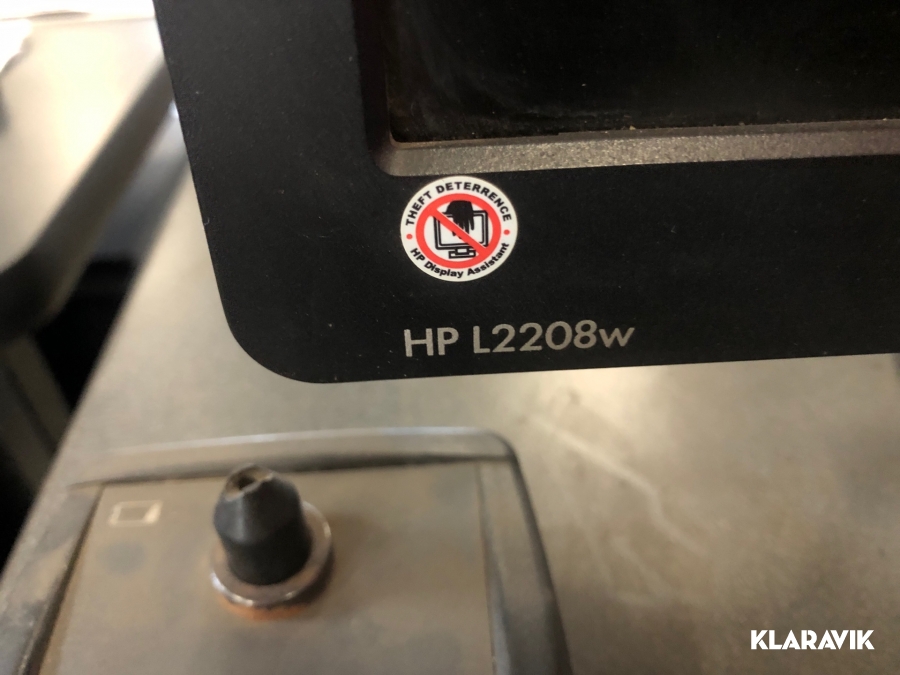 THEFT DETERRENCE
HP Display Assistant
HP L2208w
KLARAVIK